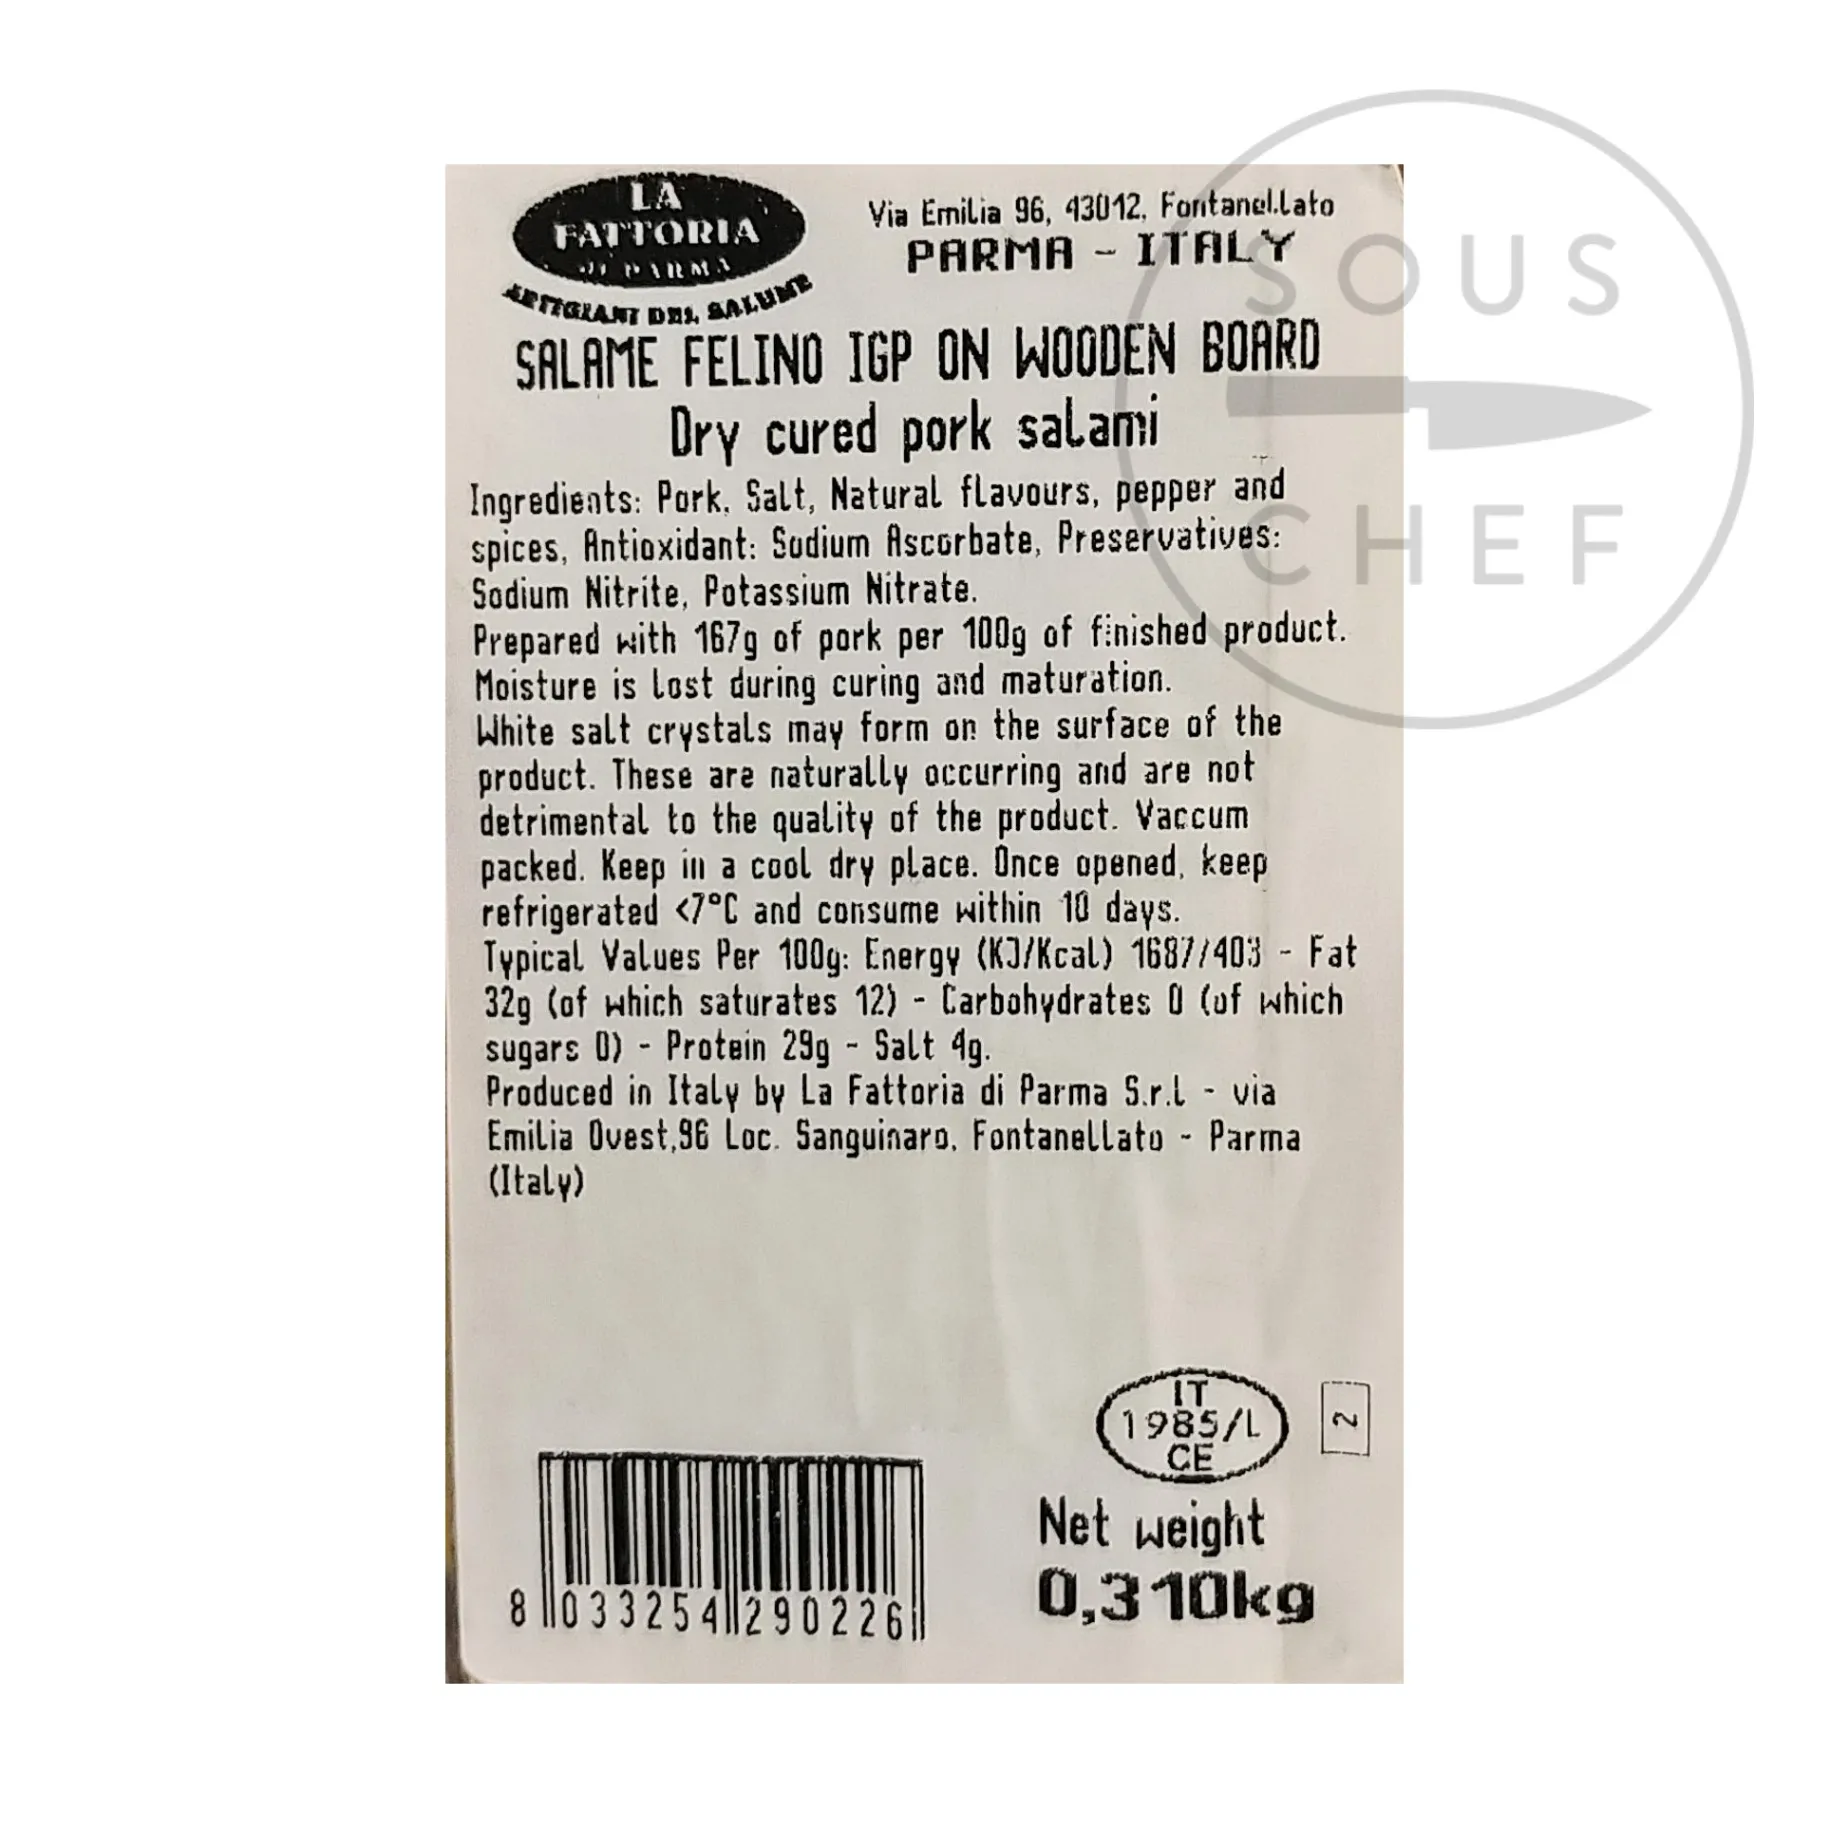 LA
FATTORIA
DI PARMA
ARTIGIANI DEL SALUME
Via Emilia 96, 43012, Fontanellato
PARMA - ITALY
SOUS
CHEF
SALAME FELINO IGP ON WOODEN BOARD
Dry cured pork salami
Ingredients: Pork, Salt, Natural flavours, pepper and
spices, Antioxidant: Sodium Ascorbate, Preservatives:
Sodium Nitrite, Potassium Nitrate.
Prepared with 167g of pork per 100g of finished product.
Moisture is lost during curing and maturation.
White salt crystals may form on the surface of the
product. These are naturally occurring and are not
detrimental to the quality of the product. Vaccum
packed. Keep in a cool dry place. Once opened, keep
refrigerated <7°C and consume within 10 days.
Typical Values Per 100g: Energy (KJ/Kcal) 1687/403 - Fat
32g (of which saturates 12) - Carbohydrates 0 (of which
sugars 0) - Protein 29g - Salt 4g.
Produced in Italy by La Fattoria di Parma S.r.l - via
Emilia Ovest,96 Loc. Sanguinaro, Fontanellato - Parma
(Italy)
IT
1985/L
CE
2
Net weight
0,310kg
8 033254 290226